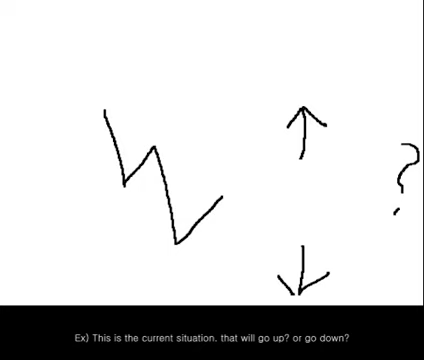 ?
Ex) This is the current situation, that will go up? or go down?